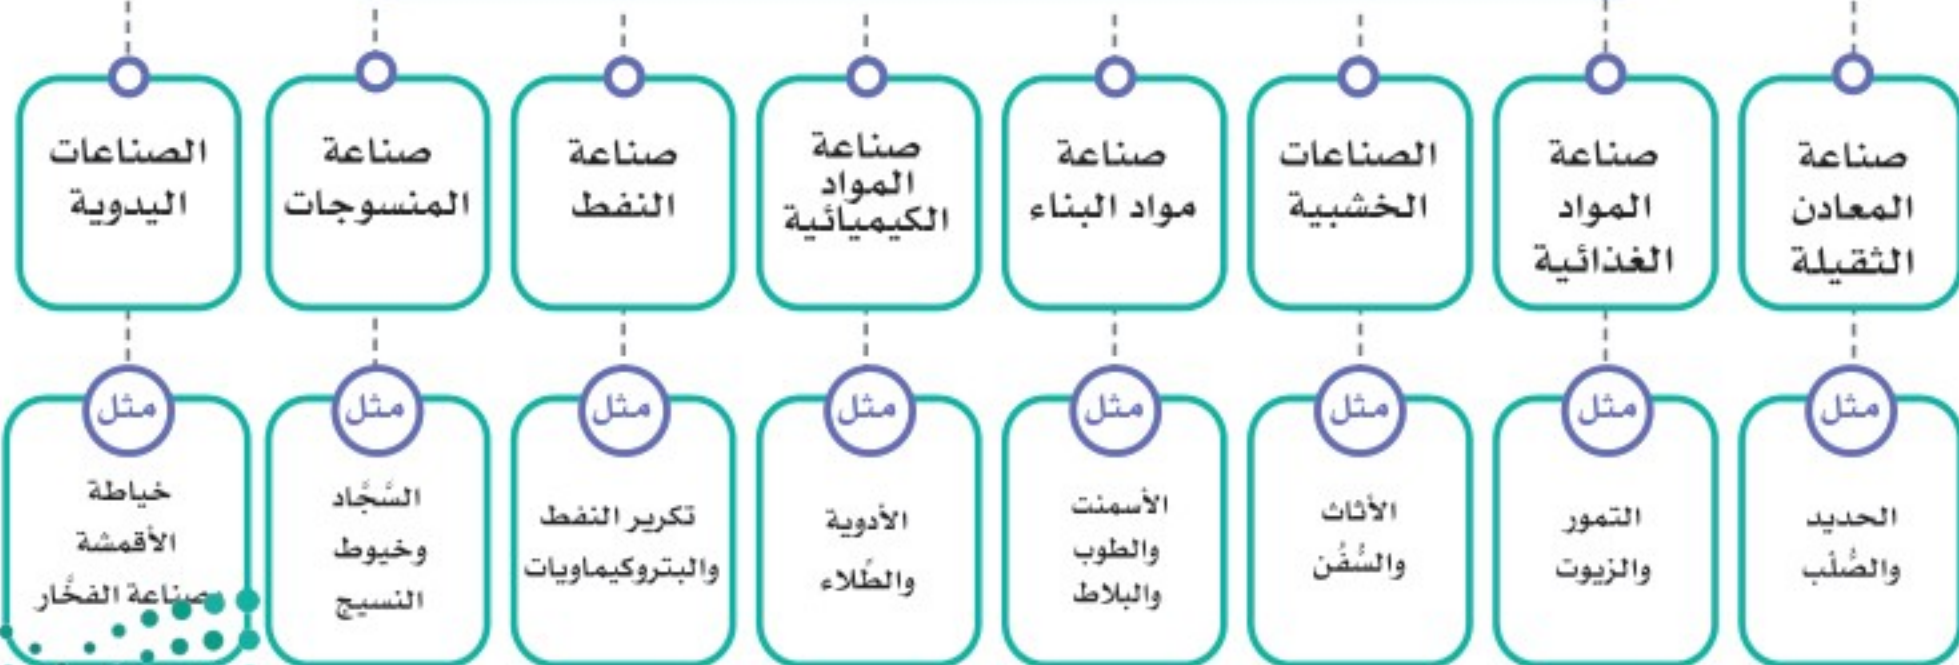 صناعة
المعادن
الثقيلة
صناعة
المواد
الغذائية
الصناعات
الخشبية
صناعة
مواد البناء
صناعة
المواد
الكيميائية
صناعة
النفط
صناعة
المنسوجات
الصناعات
اليدوية
مثل
الحديد
والصُّلْب
مثل
التمور
والزيوت
مثل
الأثاث
والسُّفُن
مثل
الأسمنت
والطوب
والبلاط
مثل
الأدوية
والطِّلاء
مثل
تكرير النفط
والبتروكيماويات
مثل
السَّجَّاد
وخيوط
النسيج
مثل
خياطة
الأقمشة
وصناعة الفخَّار